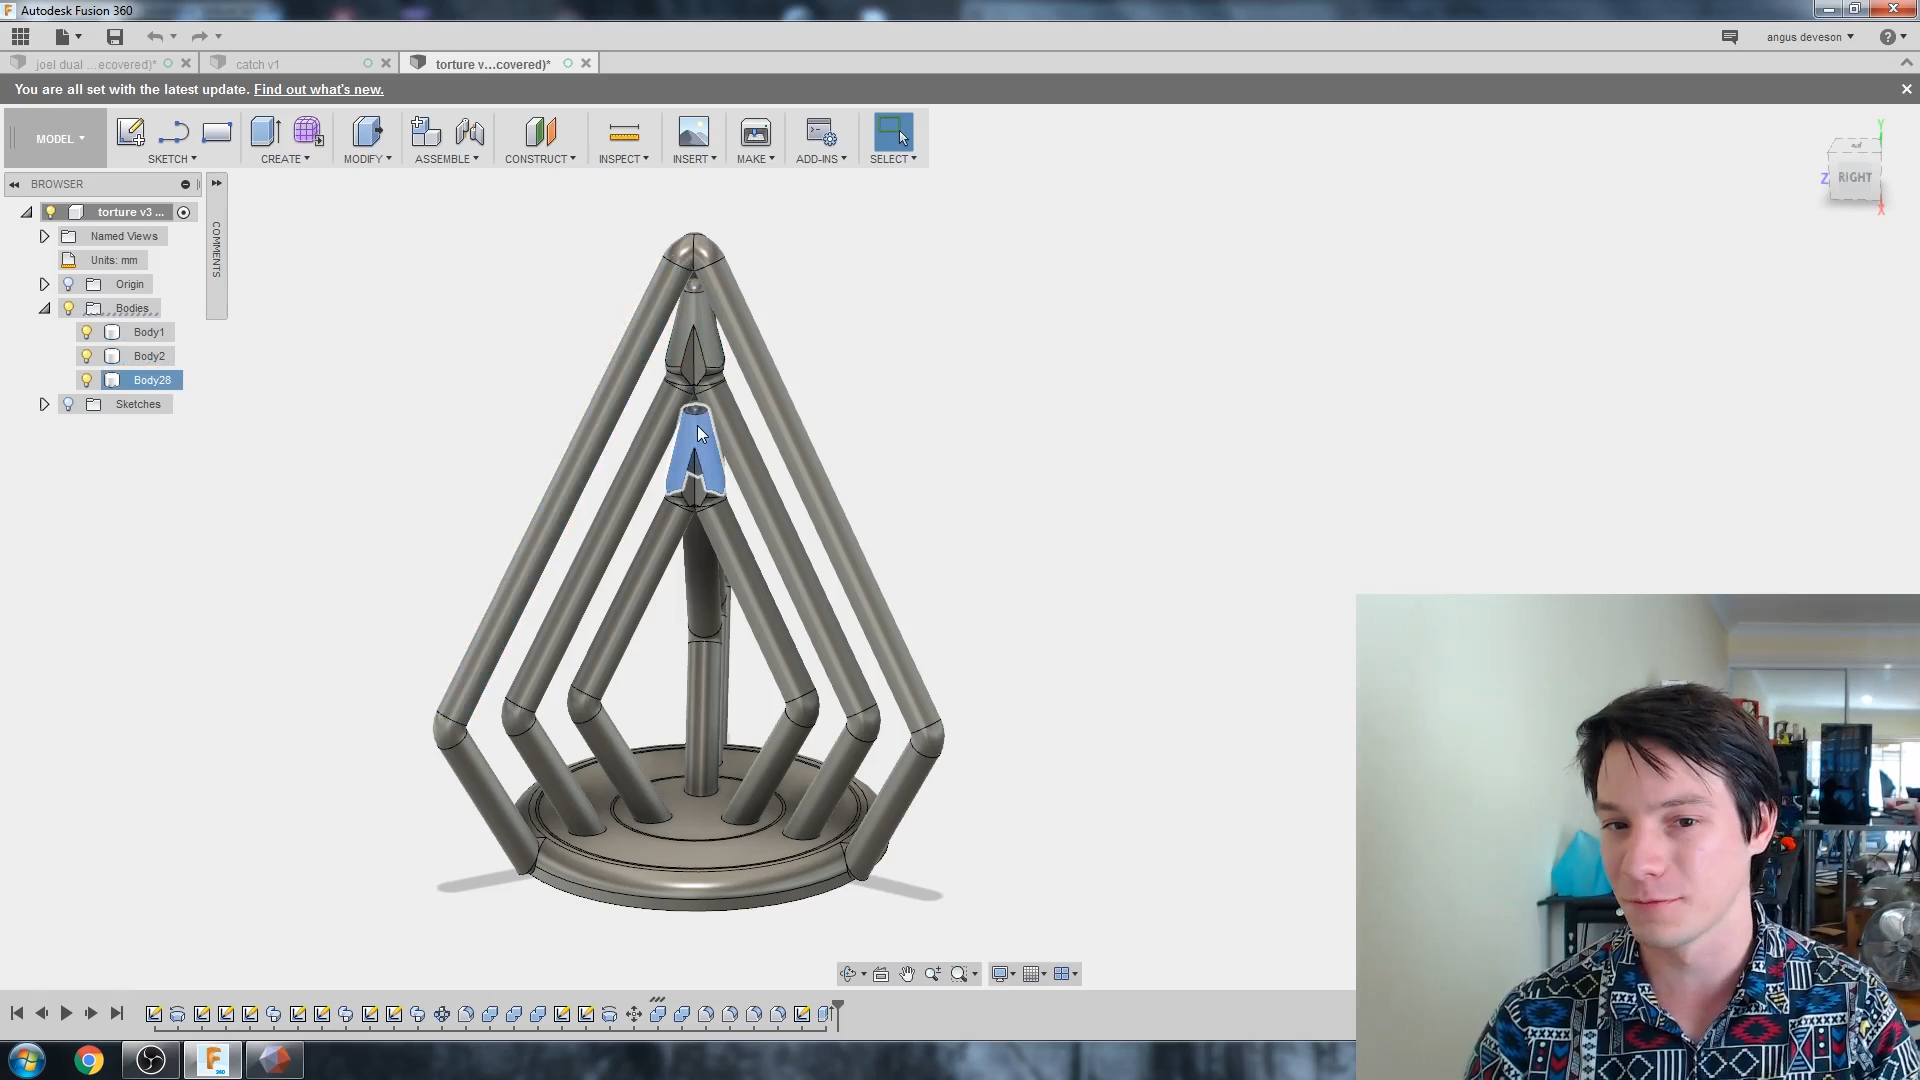 Autodesk Fusion 360
angus deveson
joel dual ...ecovered)*
catch v1
torture v...covered)*
You are all set with the latest update. Find out what's new.
MODEL
SKETCH
CREATE
MODIFY
ASSEMBLE
CONSTRUCT
INSPECT
INSERT
MAKE
ADD-INS
SELECT
BROWSER
COMMENTS
torture v3 ...
Named Views
Units: mm
Origin
Bodies
Body1
Body2
Body28
Sketches
Y
Z
RIGHT
X